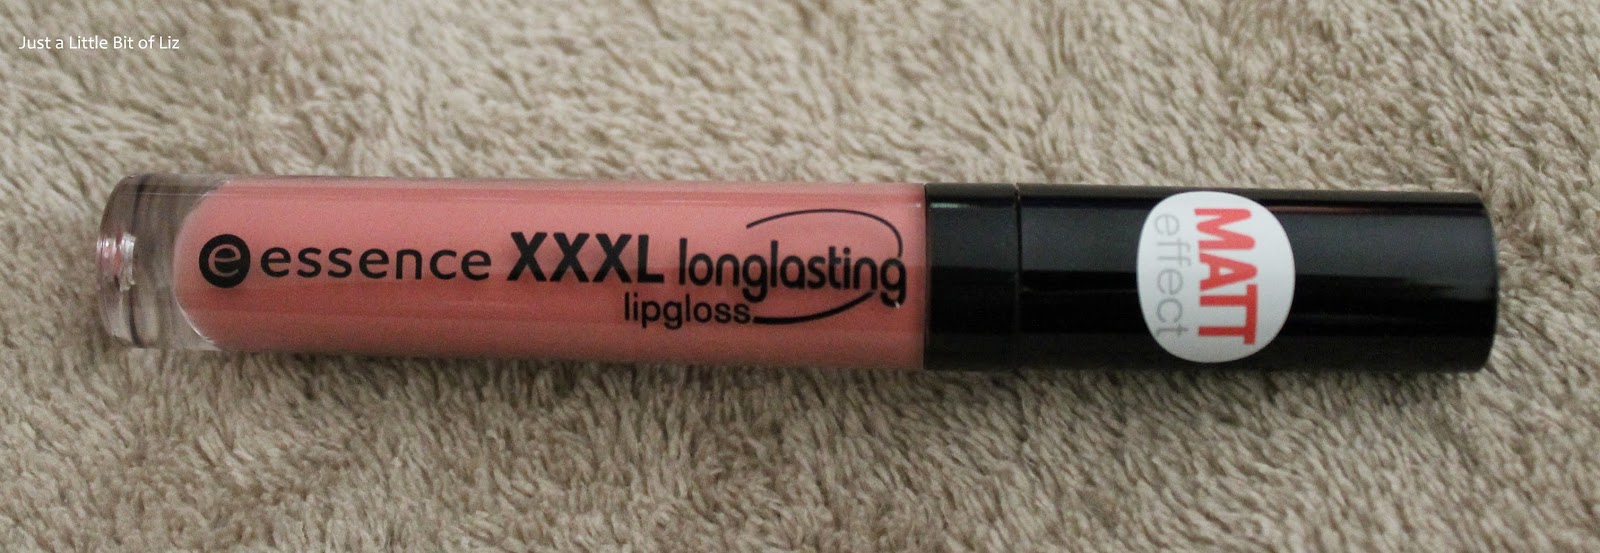 Just a Little Bit of Liz
e essence XXXL longlasting
lipgloss
MATT
effect